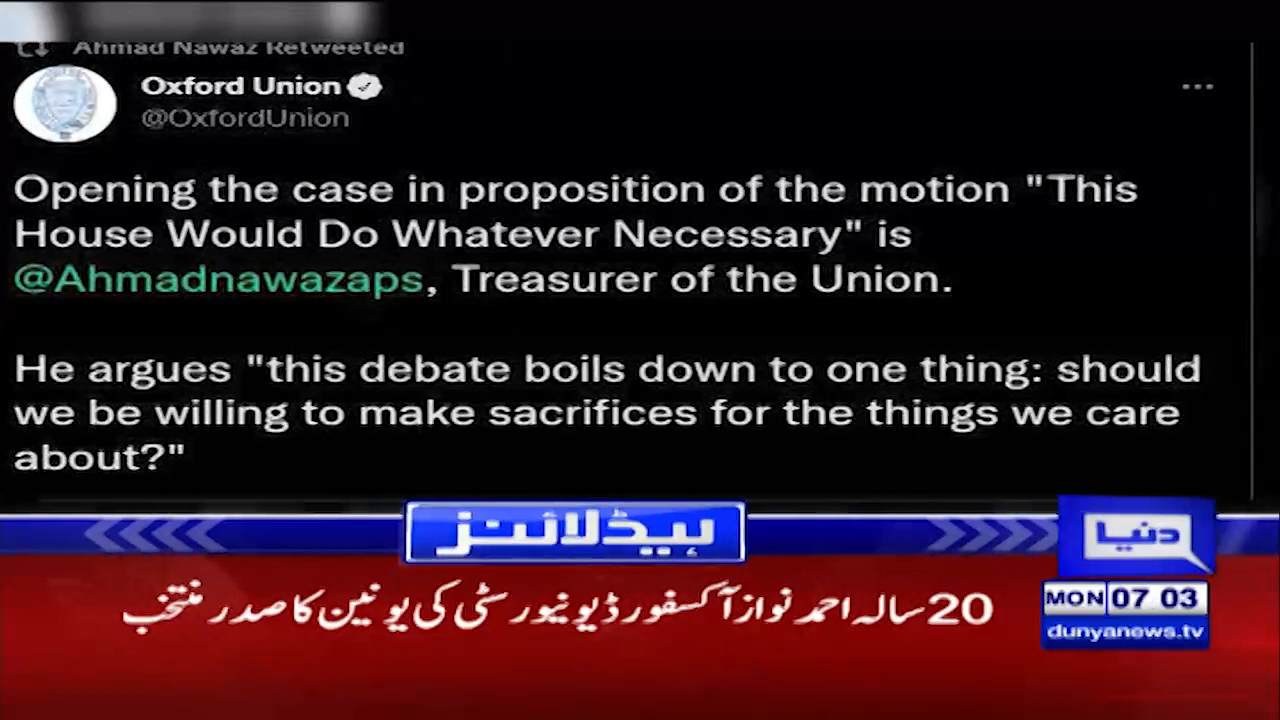 Ahmad Nawaz Retweeted
Oxford Union
@OxfordUnion
Opening the case in proposition of the motion "This
House Would Do Whatever Necessary" is
@Ahmadnawazaps, Treasurer of the Union.
He argues "this debate boils down to one thing: should
we be willing to make sacrifices for the things we care
about?"
ہیڈلائنز
دنیا
20 سالہ احمد نواز آکسفورڈ یونیورسٹی کی یونین کا صدر منتخب
MON 07 03
dunyanews.tv